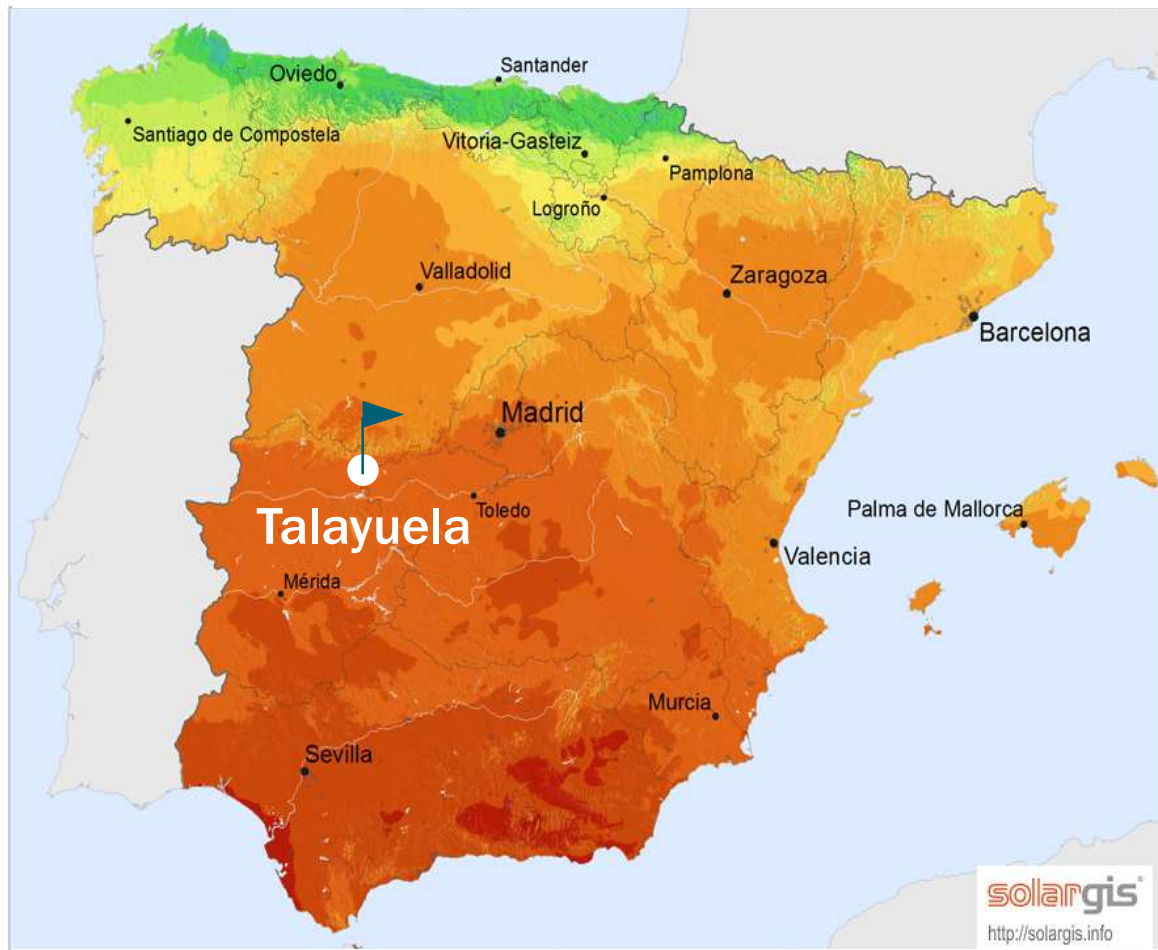 Santander
Oviedo
Santiago de Compostela
Vitoria-Gasteiz
Pamplona
Logroño
Valladolid
Zaragoza
Barcelona
Madrid
Toledo
Talayuela
Palma de Mallorca
Valencia
Mérida
Murcia
Sevilla
solargis
http://solargis.info